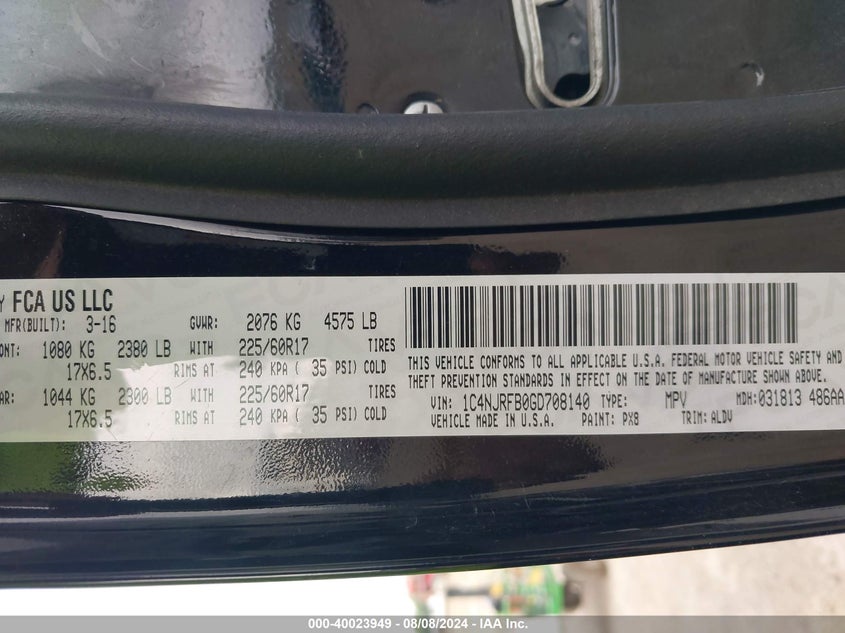 FCA US LLC
MFR(BUILT): 3-16 GVWR: 2076 KG 4575 LB
ONT: 1080 KG 2380 LB WITH 225/60R17 TIRES
17X6.5 RIMS AT 240 KPA ( 35 PSI) COLD
AR: 1044 KG 2300 LB WITH 225/60R17 TIRES
17X6.5 RIMS AT 240 KPA ( 35 PSI) COLD
THIS VEHICLE CONFORMS TO ALL APPLICABLE U.S.A. FEDERAL MOTOR VEHICLE SAFETY AND
THEFT PREVENTION STANDARDS IN EFFECT ON THE DATE OF MANUFACTURE SHOWN ABOVE.
VIN: 1C4NJRFB0GD708140 TYPE: MPV MDH: 031813 486AA
VEHICLE MADE IN U.S.A. PAINT: PX8 TRIM: ALDV
000-40023949 - 08/08/2024 - IAA Inc.